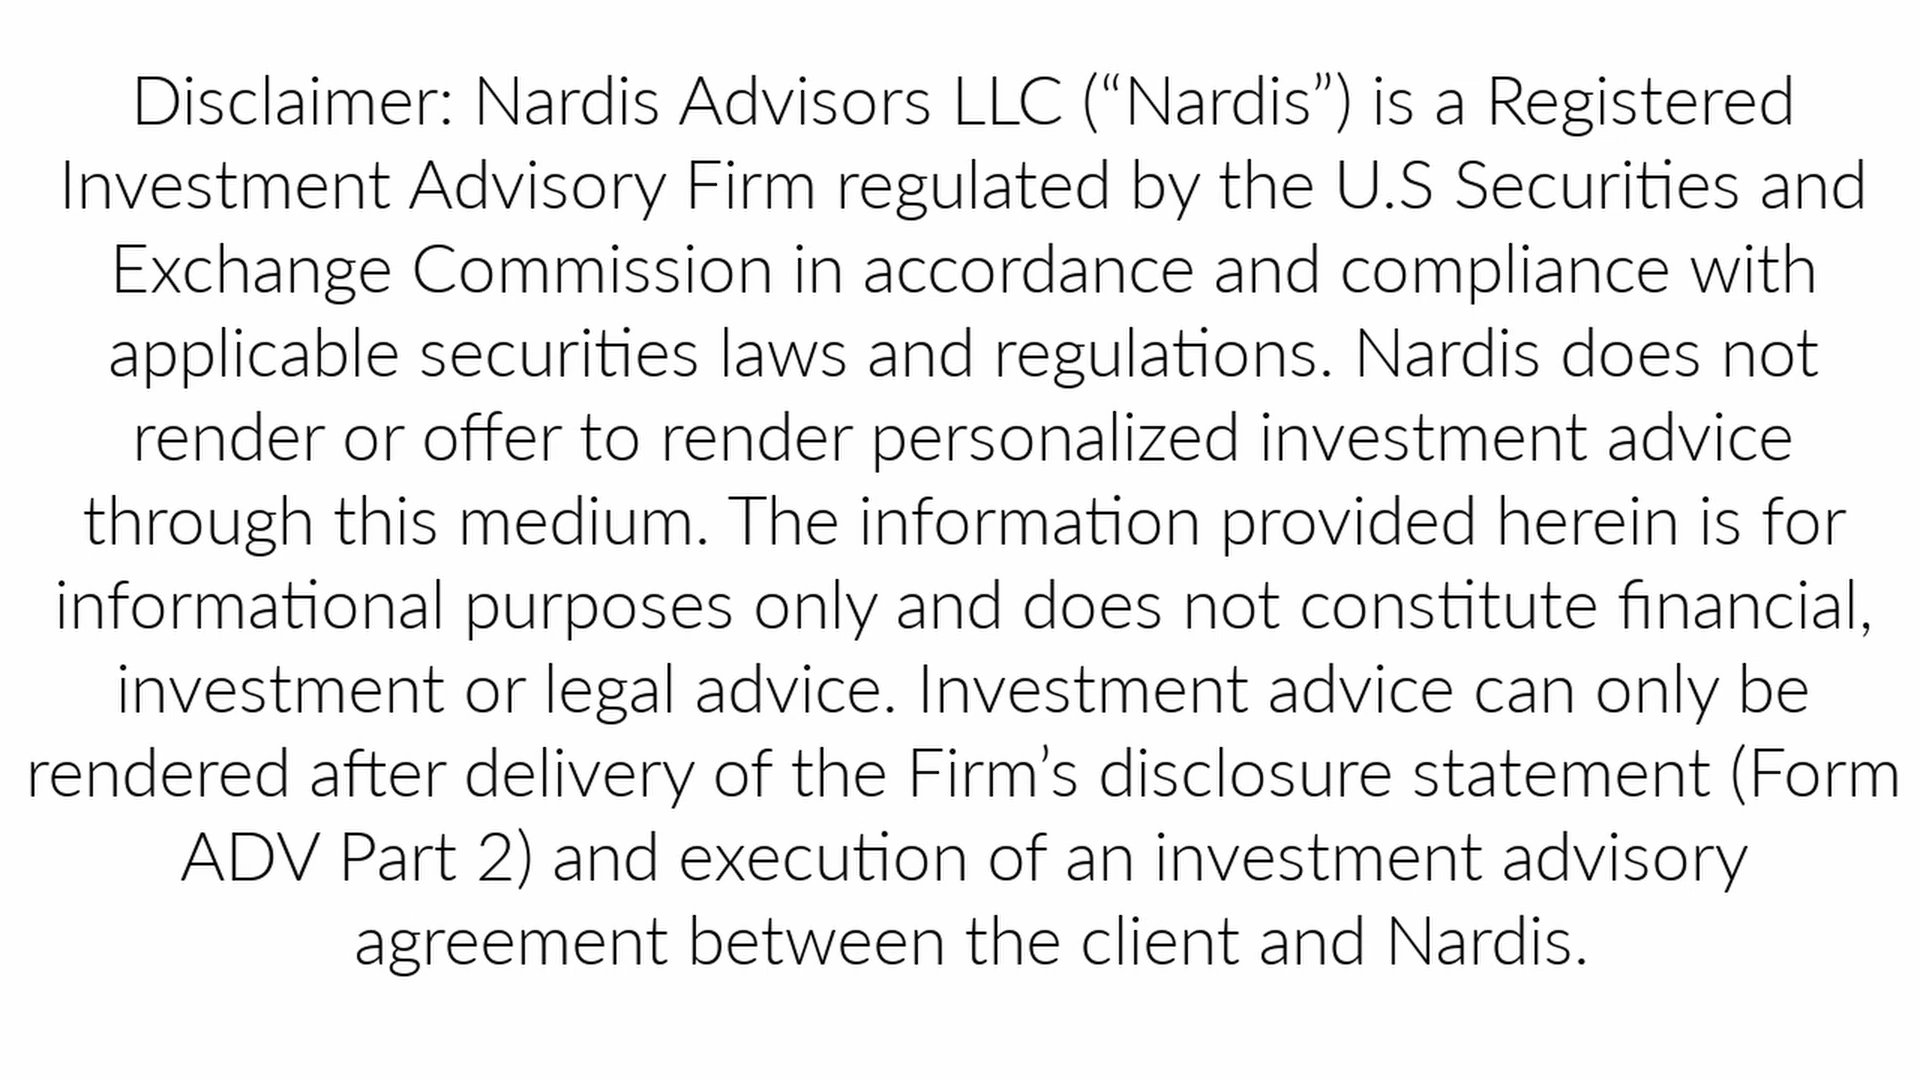 Disclaimer: Nardis Advisors LLC (“Nardis”) is a Registered
Investment Advisory Firm regulated by the U.S Securities and
Exchange Commission in accordance and compliance with
applicable securities laws and regulations. Nardis does not
render or offer to render personalized investment advice
through this medium. The information provided herein is for
informational purposes only and does not constitute financial,
investment or legal advice. Investment advice can only be
rendered after delivery of the Firm’s disclosure statement (Form
ADV Part 2) and execution of an investment advisory
agreement between the client and Nardis.